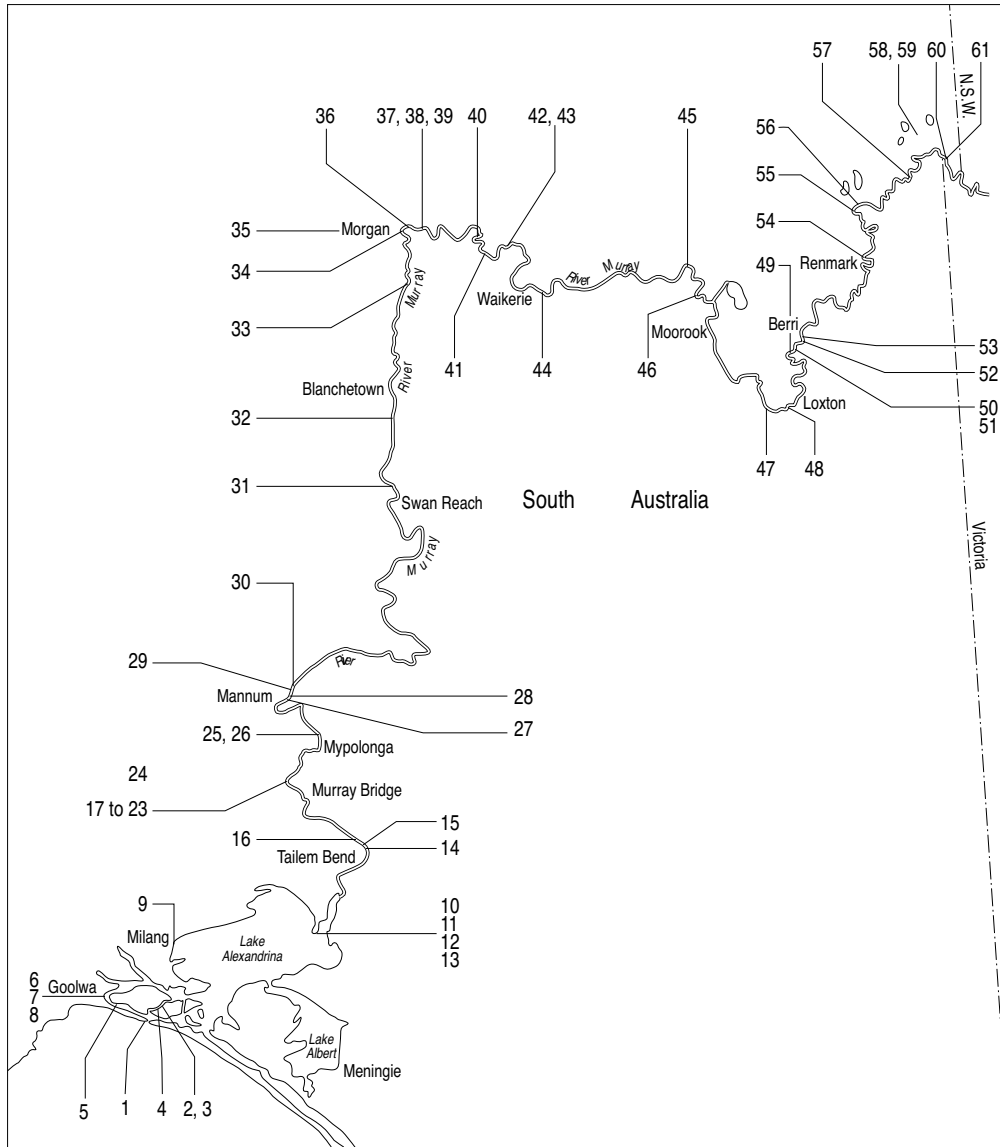 57
58, 59
60
61
N.S.W.
36
37, 38, 39
40
42, 43
45
56
55
54
35
Morgan
34
33
Murray
River
Waikerie
River Murray
Renmark
49
Moorook
46
Berri
53
52
41
44
Blanchetown
50
51
32
Loxton
47
48
31
Swan Reach
South Australia
Victoria
Murray
30
River
29
Mannum
28
27
25, 26
Mypolonga
24
Murray Bridge
17 to 23
16
15
Tailem Bend
14
9
10
11
12
13
Milang
Lake
Alexandrina
6
7
8
Goolwa
Lake
Albert
Meningie
5
1
4
2, 3